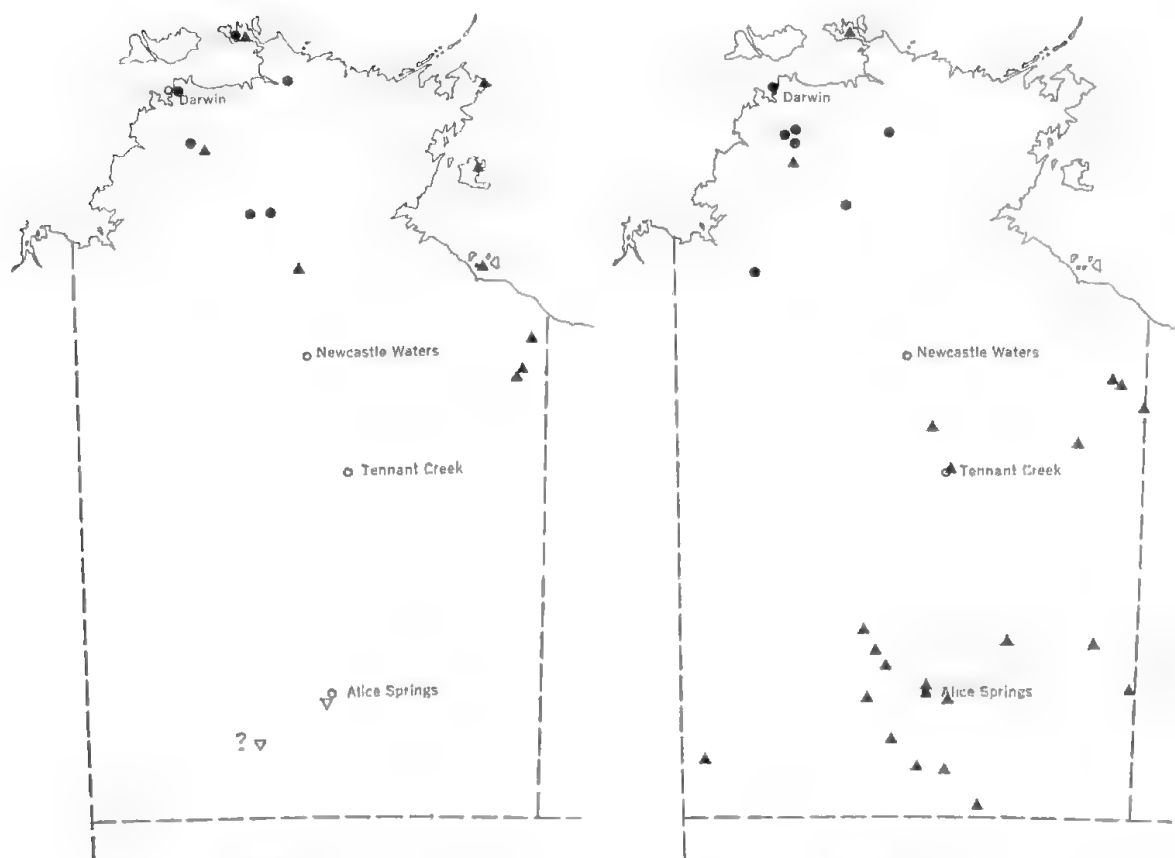 Darwin
Newcastle Waters
Tennant Creek
Alice Springs
?
Darwin
Newcastle Waters
Tennant Creek
Alice Springs